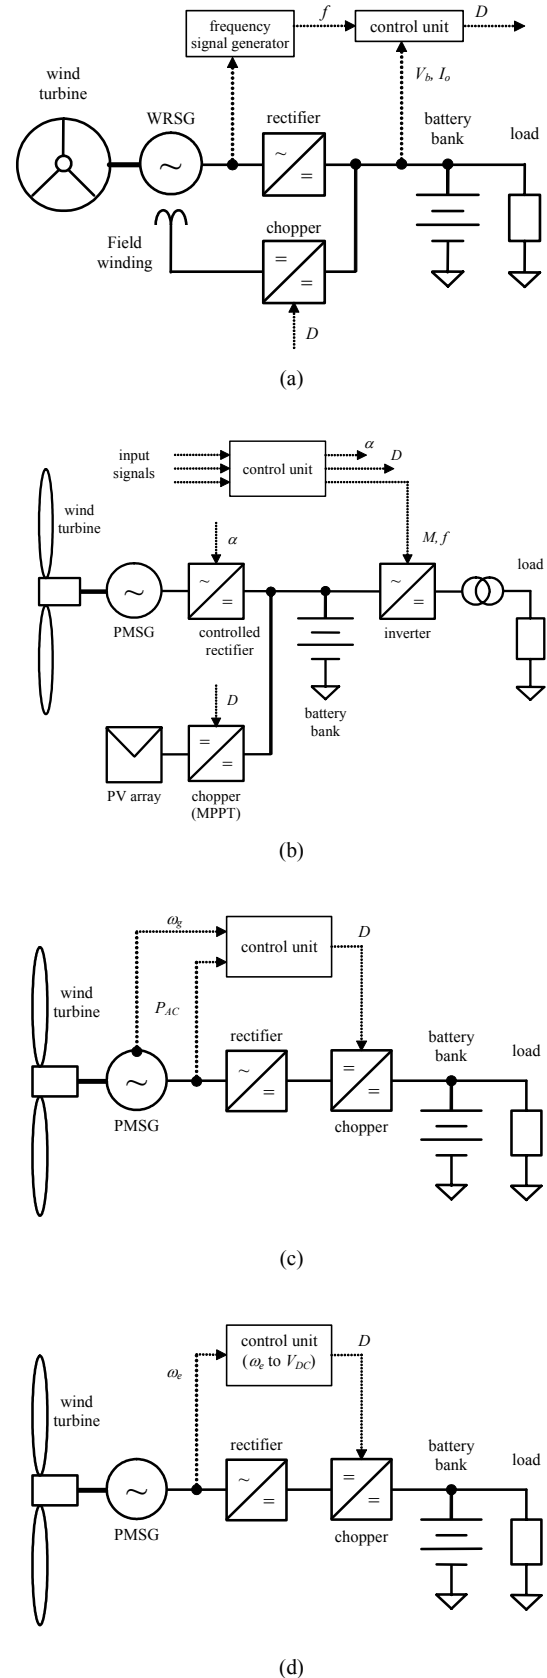 frequency
signal generator
f
control unit
D
V_b, I_o
wind
turbine
WRSG
rectifier
battery
bank
load
~
~
=
Field
winding
chopper
=
=
D
(a)
input
signals
control unit
α
D
wind
turbine
α
M, f
load
~
~
=
~
=
PMSG
controlled
rectifier
inverter
D
battery
bank
=
=
PV array
chopper
(MPPT)
(b)
ω_g
control unit
D
wind
turbine
P_AC
rectifier
battery
bank
load
~
~
=
=
=
PMSG
chopper
(c)
control unit
(ω_e to V_DC)
D
wind
turbine
ω_e
rectifier
battery
bank
load
~
~
=
=
=
PMSG
chopper
(d)